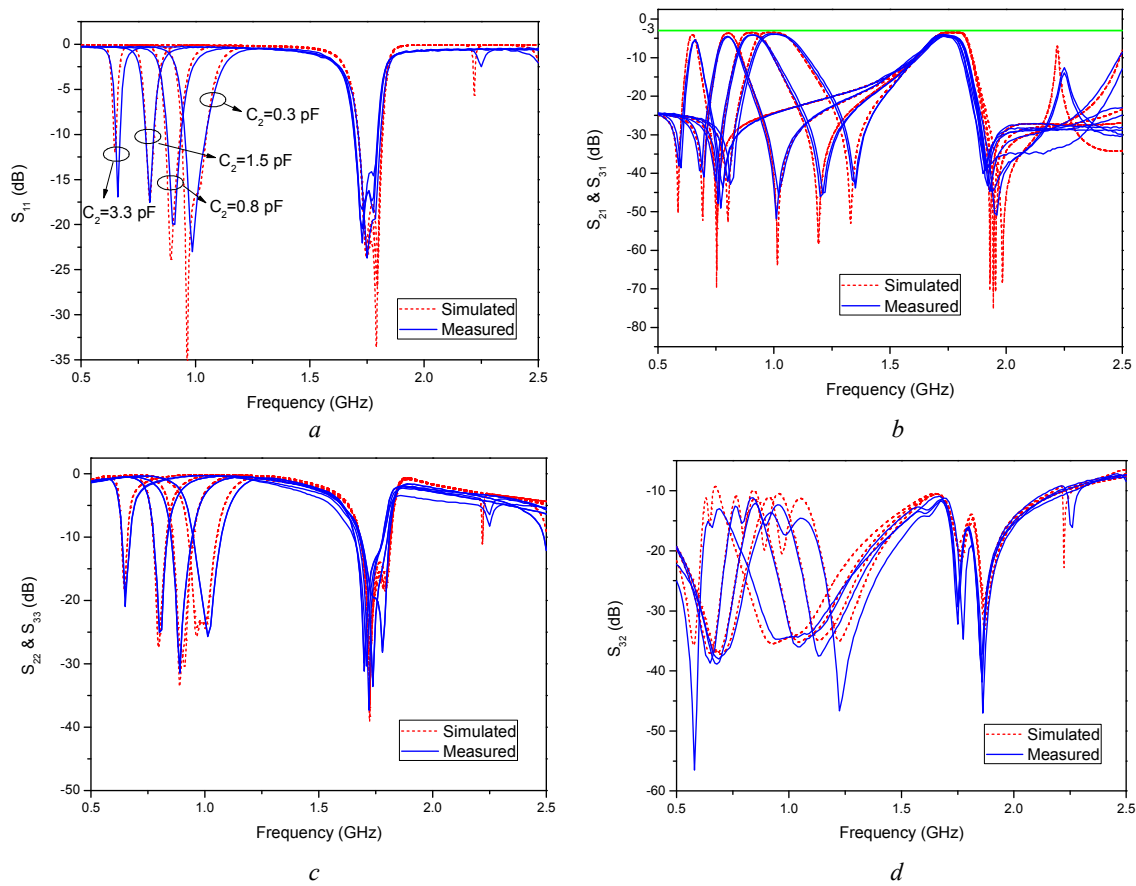 0
-5
-10
-15
-20
-25
-30
-35
S11 (dB)
C2=0.3 pF
C2=1.5 pF
C2=3.3 pF
C2=0.8 pF
Simulated
Measured
0.5 1.0 1.5 2.0 2.5
Frequency (GHz)
a
0
-3
-10
-20
-30
-40
-50
-60
-70
-85
S21 & S31 (dB)
Simulated
Measured
0.5 1.0 1.5 2.0 2.5
Frequency (GHz)
b
0
-10
-20
-30
-40
-50
S22 & S33 (dB)
Simulated
Measured
0.5 1.0 1.5 2.0 2.5
Frequency (GHz)
c
0
-10
-20
-30
-40
-50
-60
S32 (dB)
Simulated
Measured
0.5 1.0 1.5 2.0 2.5
Frequency (GHz)
d